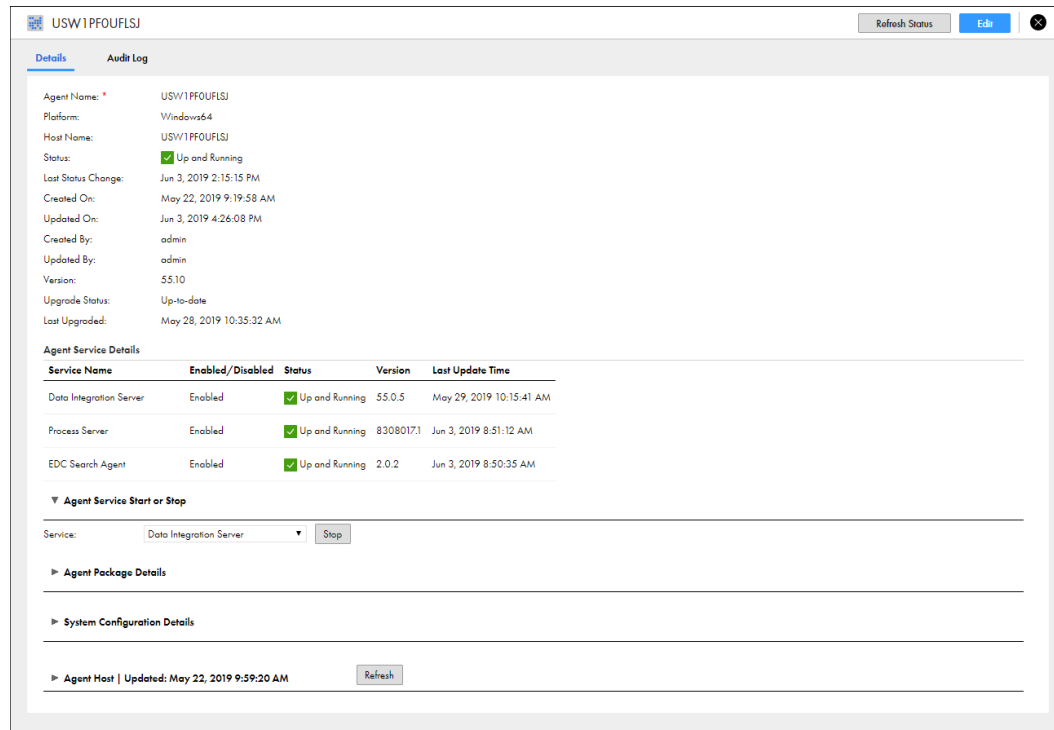 USW1PF0UFLSJ Refresh Status Edit
Details Audit Log
Agent Name: * USW1PF0UFLSJ
Platform: Windows64
Host Name: USW1PF0UFLSJ
Status: Up and Running
Last Status Change: Jun 3, 2019 2:15:15 PM
Created On: May 22, 2019 9:19:58 AM
Updated On: Jun 3, 2019 4:26:08 PM
Created By: admin
Updated By: admin
Version: 55.10
Upgrade Status: Up-to-date
Last Upgraded: May 28, 2019 10:35:32 AM
Agent Service Details
Service Name Enabled/Disabled Status Version Last Update Time
Data Integration Server Enabled Up and Running 55.0.5 May 29, 2019 10:15:41 AM
Process Server Enabled Up and Running 8308017.1 Jun 3, 2019 8:51:12 AM
EDC Search Agent Enabled Up and Running 2.0.2 Jun 3, 2019 8:50:35 AM
Agent Service Start or Stop
Service: Data Integration Server Stop
Agent Package Details
System Configuration Details
Agent Host | Updated: May 22, 2019 9:59:20 AM Refresh